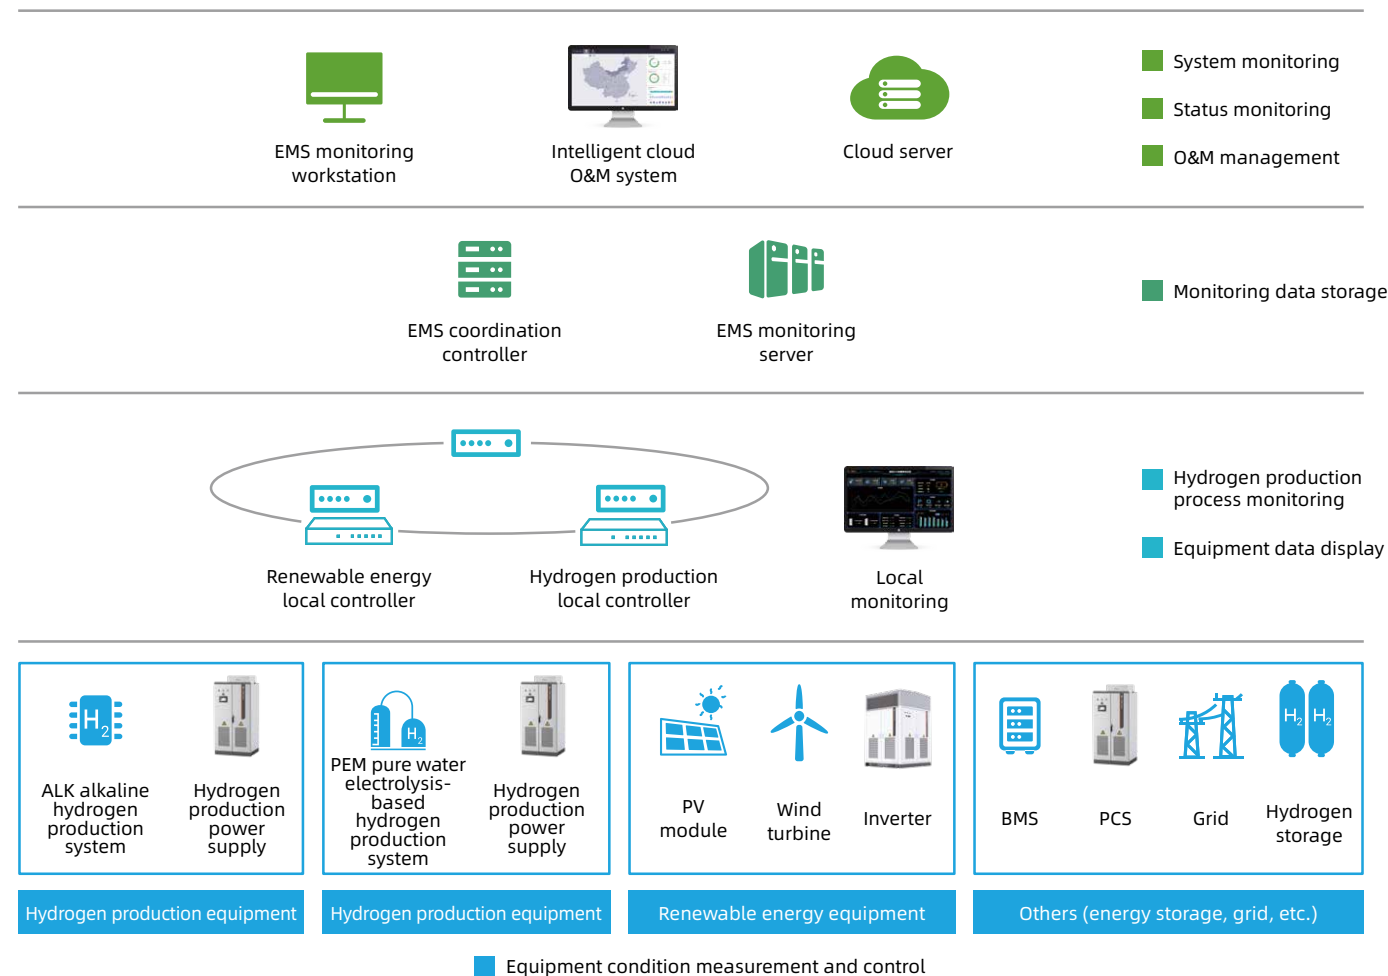 EMS monitoring
workstation
Intelligent cloud
O&M system
Cloud server
System monitoring
Status monitoring
O&M management
EMS coordination
controller
EMS monitoring
server
Monitoring data storage
Renewable energy
local controller
Hydrogen production
local controller
Local
monitoring
Hydrogen production
process monitoring
Equipment data display
H2
ALK alkaline
hydrogen
production
system
Hydrogen
production
power
supply
H2
PEM pure water
electrolysis-
based
hydrogen
production
system
Hydrogen
production
power
supply
PV
module
Wind
turbine
Inverter
BMS
PCS
Grid
H2 H2
Hydrogen
storage
Hydrogen production equipment
Hydrogen production equipment
Renewable energy equipment
Others (energy storage, grid, etc.)
Equipment condition measurement and control